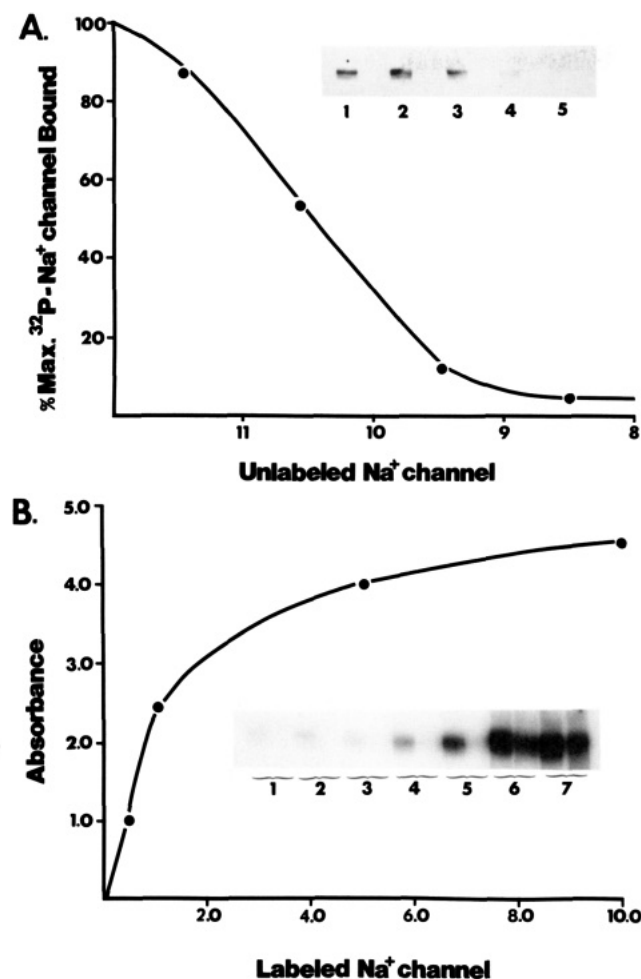 A.
100
80
60
40
20
% Max. ³²P-Na⁺ channel Bound
1 2 3 4 5
11 10 9 8
Unlabeled Na⁺ channel
B.
5.0
4.0
3.0
2.0
1.0
Absorbance
1 2 3 4 5 6 7
2.0 4.0 6.0 8.0 10.0
Labeled Na⁺ channel